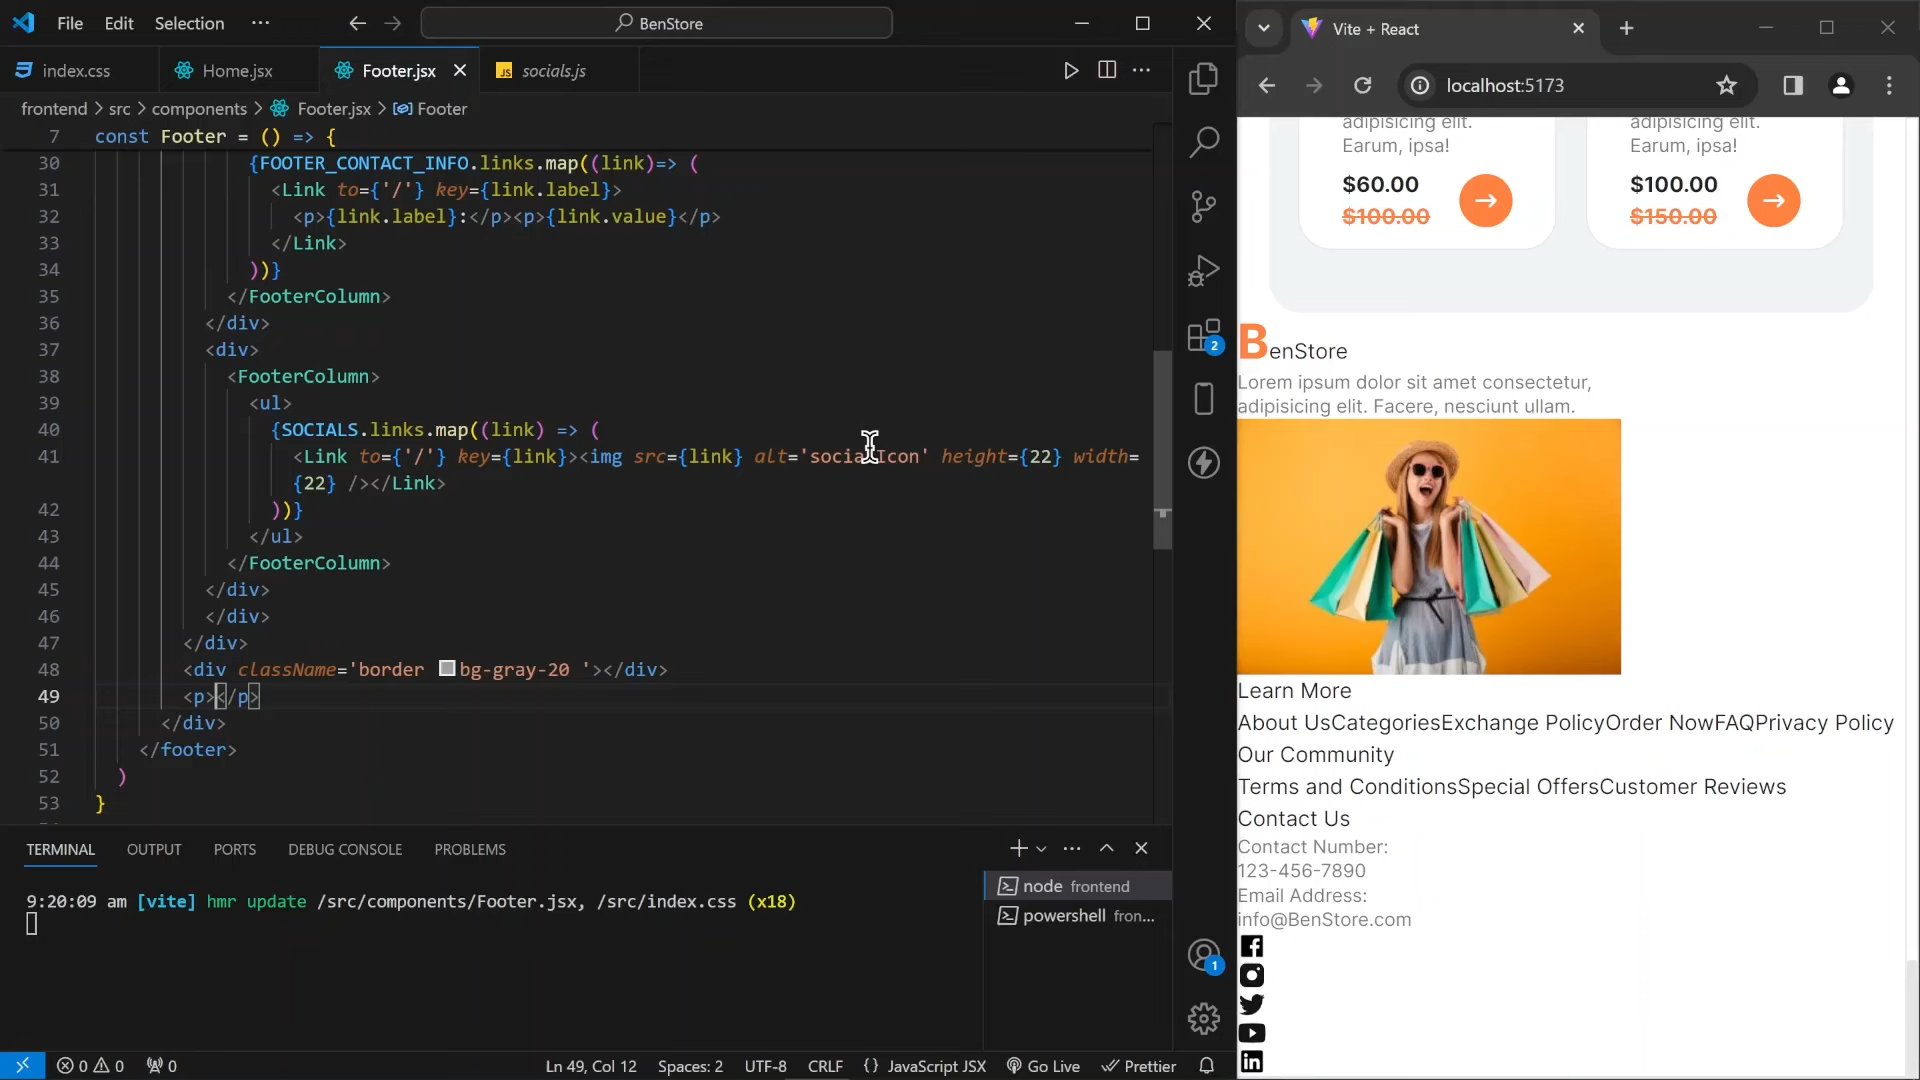 File Edit Selection ··· BenStore
index.css Home.jsx Footer.jsx JS socials.js
frontend > src > components > Footer.jsx > Footer
7 const Footer = () => {
30 {FOOTER_CONTACT_INFO.links.map((link)=> (
31 <Link to={'/'} key={link.label}>
32 <p>{link.label}:</p><p>{link.value}</p>
33 </Link>
34 ))}
35 </FooterColumn>
36 </div>
37 <div>
38 <FooterColumn>
39 <ul>
40 {SOCIALS.links.map((link) => (
41 <Link to={'/'} key={link}><img src={link} alt='socialIcon' height={22} width=
{22} /></Link>
42 ))}
43 </ul>
44 </FooterColumn>
45 </div>
46 </div>
47 </div>
48 <div className='border bg-gray-20 '></div>
49 <p></p>
50 </div>
51 </footer>
52 )
53 }
TERMINAL OUTPUT PORTS DEBUG CONSOLE PROBLEMS
9:20:09 am [vite] hmr update /src/components/Footer.jsx, /src/index.css (x18)
node frontend
powershell fron...
2
1
0 0 0 Ln 49, Col 12 Spaces: 2 UTF-8 CRLF {} JavaScript JSX Go Live Prettier
Vite + React
localhost:5173
adipisicing elit.
Earum, ipsa!
$60.00
$100.00
adipisicing elit.
Earum, ipsa!
$100.00
$150.00
BenStore
Lorem ipsum dolor sit amet consectetur,
adipisicing elit. Facere, nesciunt ullam.
Learn More
About UsCategoriesExchange PolicyOrder NowFAQPrivacy Policy
Our Community
Terms and ConditionsSpecial OffersCustomer Reviews
Contact Us
Contact Number:
123-456-7890
Email Address:
info@BenStore.com